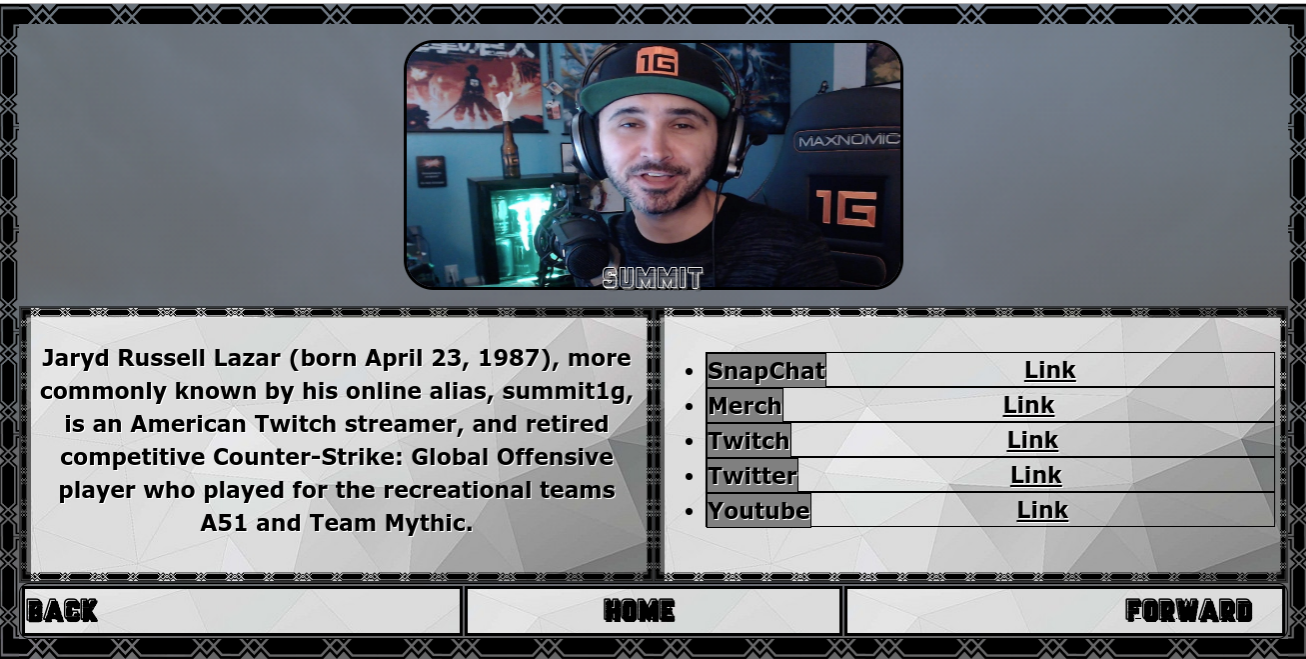 1G
MAXNOMIC
1G
SUMMIT
Jaryd Russell Lazar (born April 23, 1987), more
commonly known by his online alias, summit1g,
is an American Twitch streamer, and retired
competitive Counter-Strike: Global Offensive
player who played for the recreational teams
A51 and Team Mythic.
SnapChat Link
Merch Link
Twitch Link
Twitter Link
Youtube Link
BACK HOME FORWARD